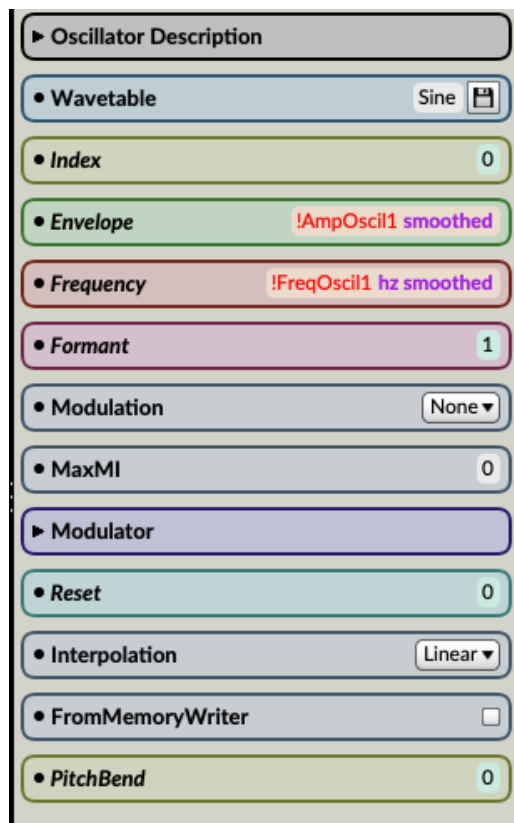 Oscillator Description
Wavetable Sine
Index 0
Envelope !AmpOscil1 smoothed
Frequency !FreqOscil1 hz smoothed
Formant 1
Modulation None
MaxMI 0
Modulator
Reset 0
Interpolation Linear
FromMemoryWriter
PitchBend 0